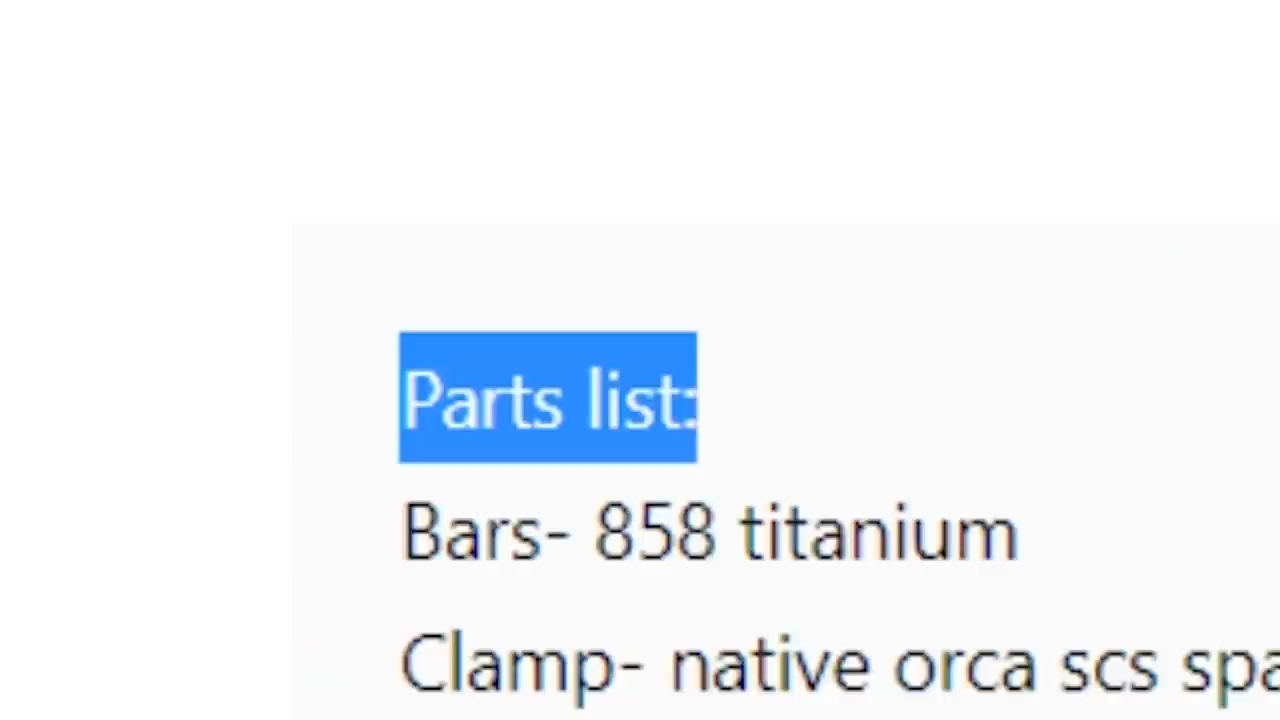 Parts list:
Bars- 858 titanium
Clamp- native orca scs